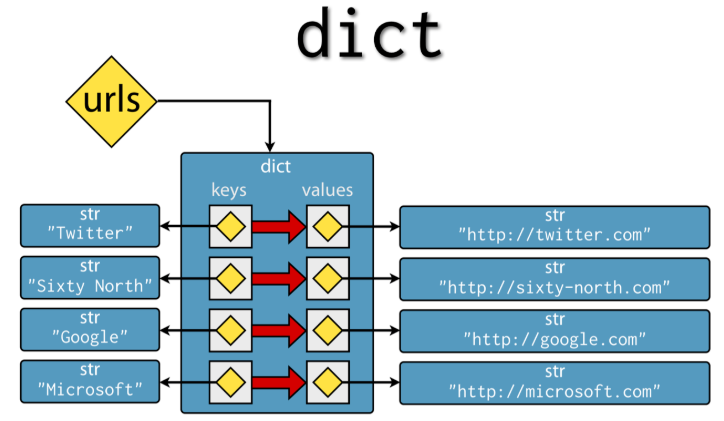 dict
urls
dict
keys values
str
"Twitter"
str
"http://twitter.com"
str
"Sixty North"
str
"http://sixty-north.com"
str
"Google"
str
"http://google.com"
str
"Microsoft"
str
"http://microsoft.com"